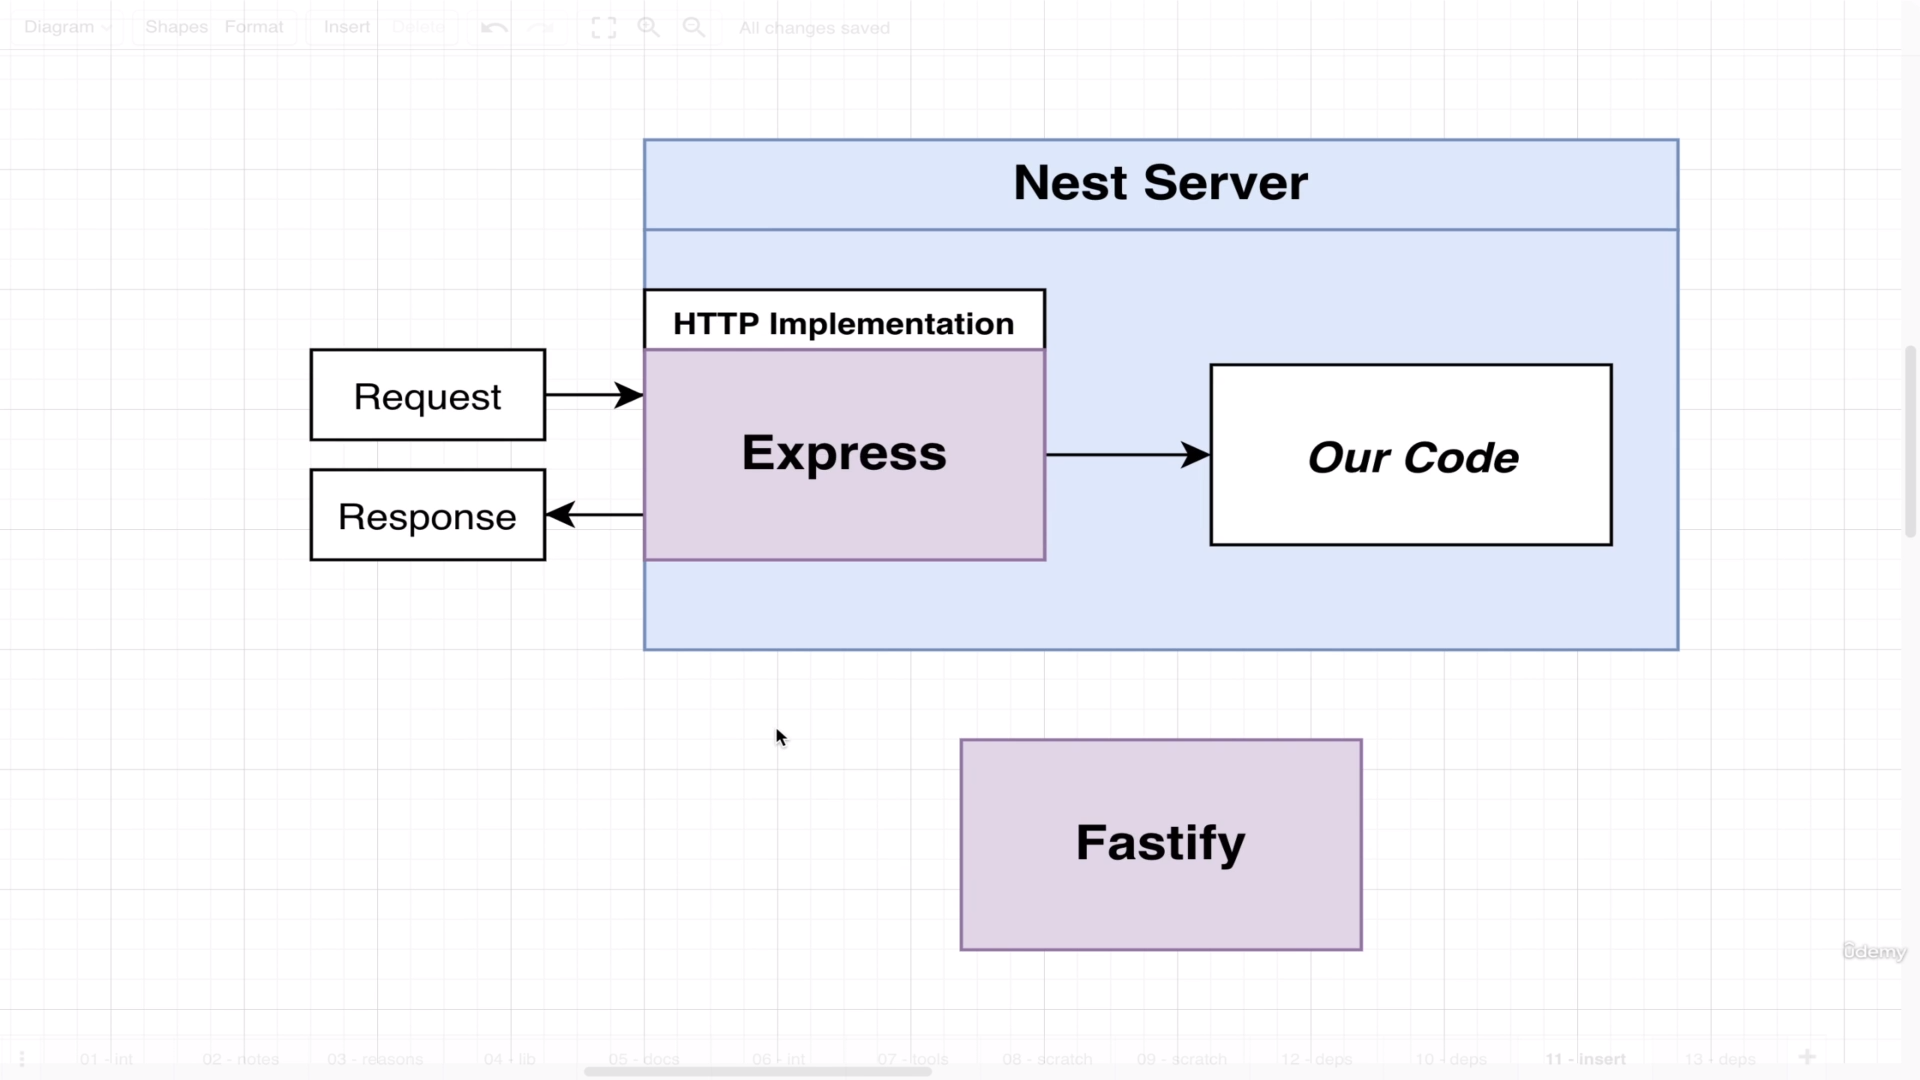 Diagram
Shapes
Format
Insert
Delete
All changes saved
Nest Server
HTTP Implementation
Request
Express
Our Code
Response
Fastify
ûdemy
01 - int
02 - notes
03 - reasons
04 - lib
05 - docs
06 - int
07 - tools
08 - scratch
09 - scratch
12 - deps
10 - deps
11 - insert
13 - deps